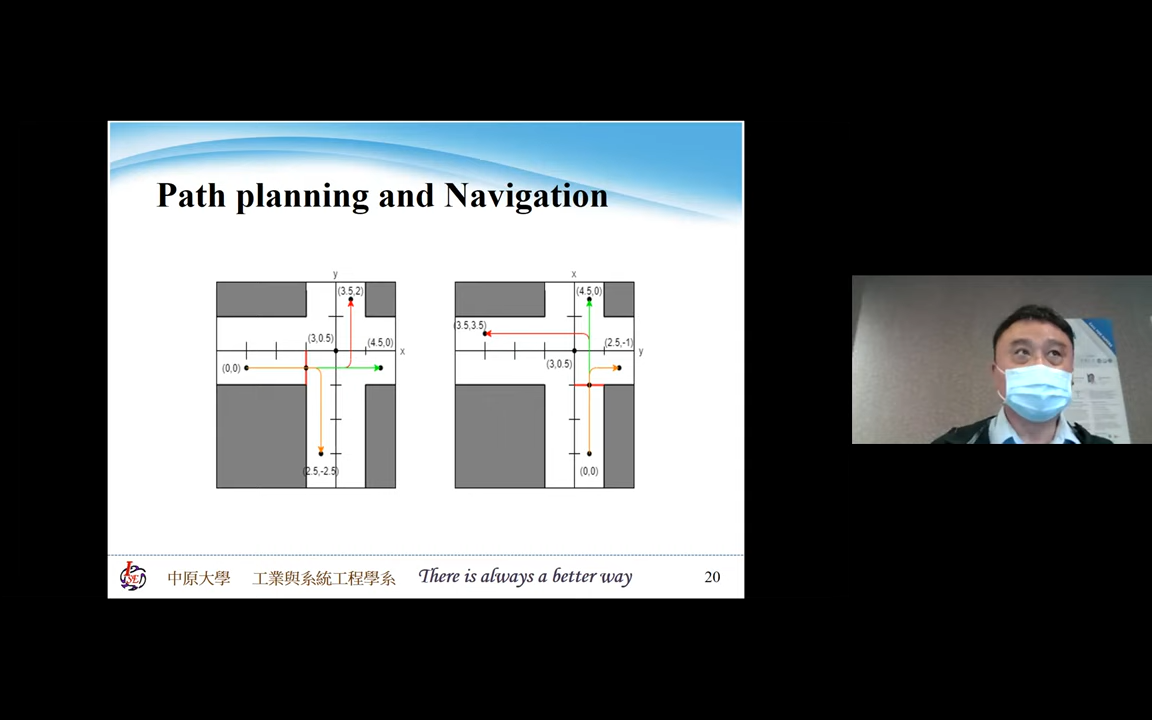 Path planning and Navigation
y
(3.5,2)
(3,0.5)
(4.5,0)
x
(0,0)
(2.5,-2.5)
x
(4.5,0)
(3.5,3.5)
(2.5,-1)
y
(3,0.5)
(0,0)
中原大學 工業與系統工程學系 There is always a better way 20